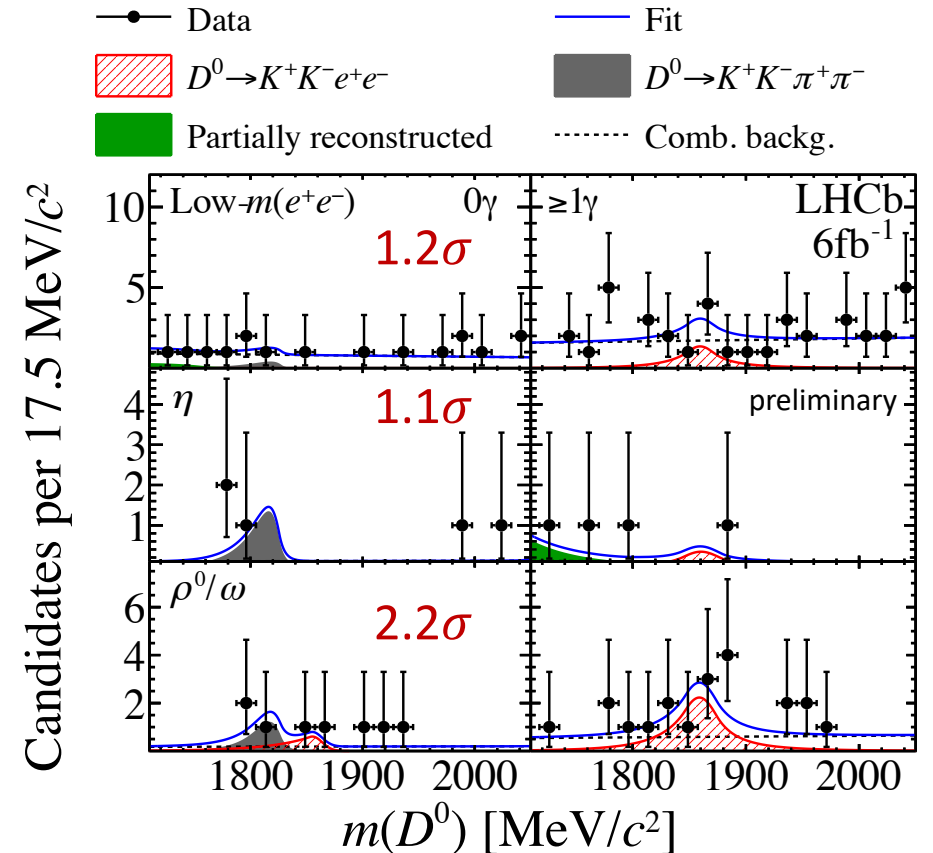 Data
Fit
D⁰→K⁺K⁻e⁺e⁻
D⁰→K⁺K⁻π⁺π⁻
Partially reconstructed
Comb. backg.
Candidates per 17.5 MeV/c²
Low-m(e⁺e⁻)
0γ
≥1γ
LHCb
6fb⁻¹
1.2σ
10
5
η
1.1σ
preliminary
4
3
2
1
ρ⁰/ω
2.2σ
6
4
2
1800 1900 2000
1800 1900 2000
m(D⁰) [MeV/c²]